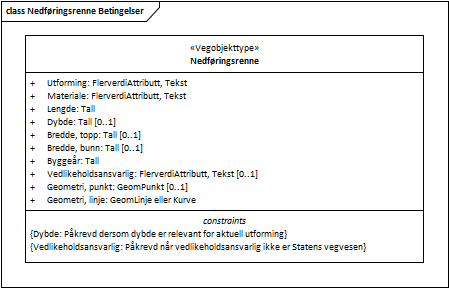 class Nedføringsrenne Betingelser
«Vegobjekttype»
Nedføringsrenne
+ Utforming: FlerverdiAttributt, Tekst
+ Materiale: FlerverdiAttributt, Tekst
+ Lengde: Tall
+ Dybde: Tall [0..1]
+ Bredde, topp: Tall [0..1]
+ Bredde, bunn: Tall [0..1]
+ Byggeår: Tall
+ Vedlikeholdsansvarlig: FlerverdiAttributt, Tekst [0..1]
+ Geometri, punkt: GeomPunkt [0..1]
+ Geometri, linje: GeomLinje eller Kurve
constraints
{Dybde: Påkrevd dersom dybde er relevant for aktuell utforming}
{Vedlikeholdsansvarlig: Påkrevd når vedlikeholdsansvarlig ikke er Statens vegvesen}